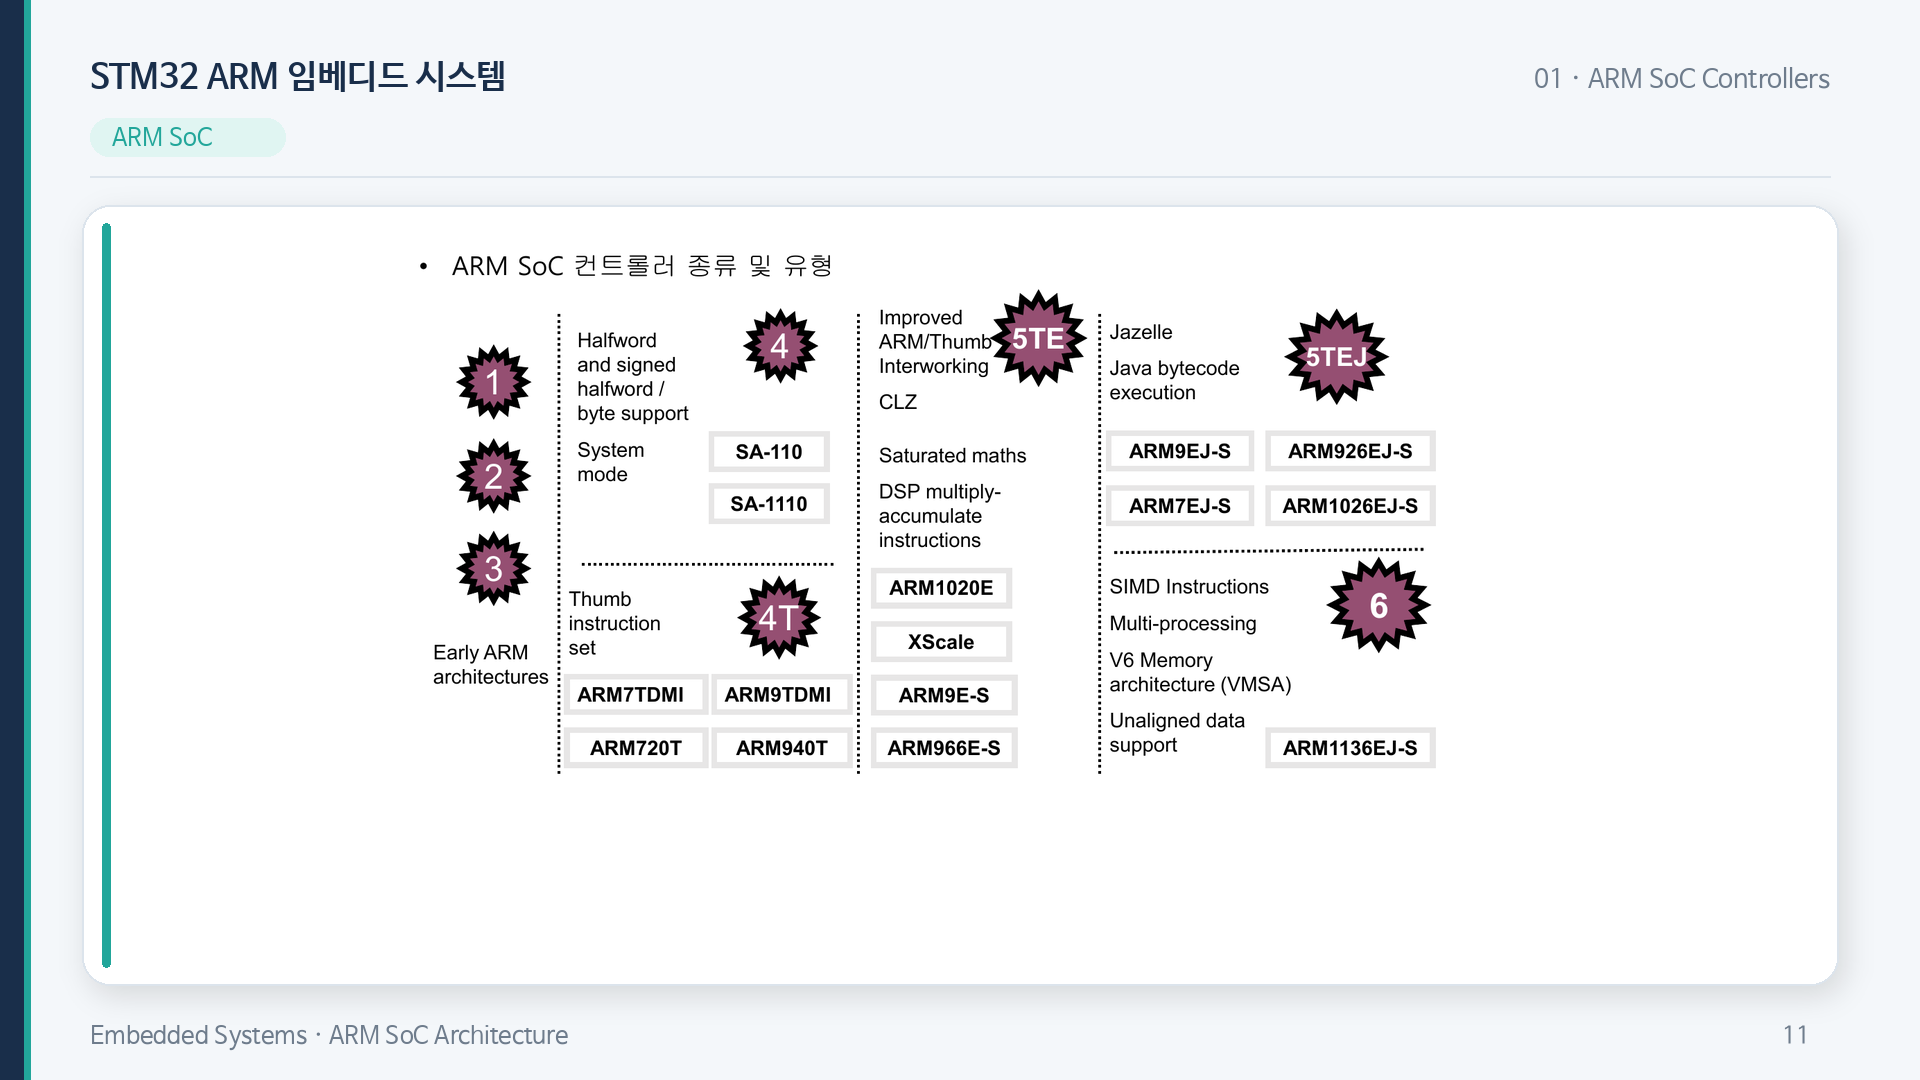 STM32 ARM 임베디드 시스템
01 · ARM SoC Controllers
ARM SoC
• ARM SoC 컨트롤러 종류 및 유형
1
2
3
Early ARM
architectures
Halfword
and signed
halfword /
byte support
System
mode
4
SA-110
SA-1110
Thumb
instruction
set
4T
ARM7TDMI
ARM9TDMI
ARM720T
ARM940T
Improved
ARM/Thumb
Interworking
5TE
CLZ
Saturated maths
DSP multiply-
accumulate
instructions
ARM1020E
XScale
ARM9E-S
ARM966E-S
Jazelle
Java bytecode
execution
5TEJ
ARM9EJ-S
ARM926EJ-S
ARM7EJ-S
ARM1026EJ-S
SIMD Instructions
Multi-processing
V6 Memory
architecture (VMSA)
Unaligned data
support
6
ARM1136EJ-S
Embedded Systems · ARM SoC Architecture
11